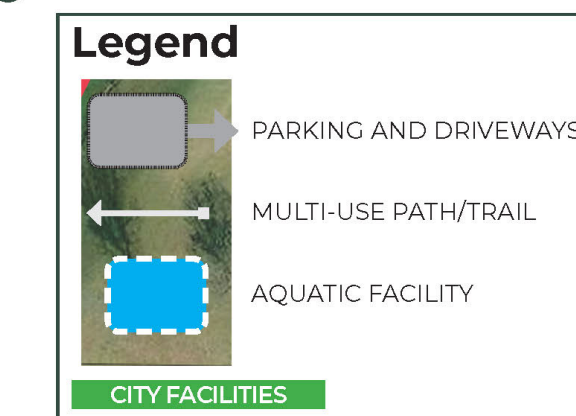 Legend
PARKING AND DRIVEWAYS
MULTI-USE PATH/TRAIL
AQUATIC FACILITY
CITY FACILITIES